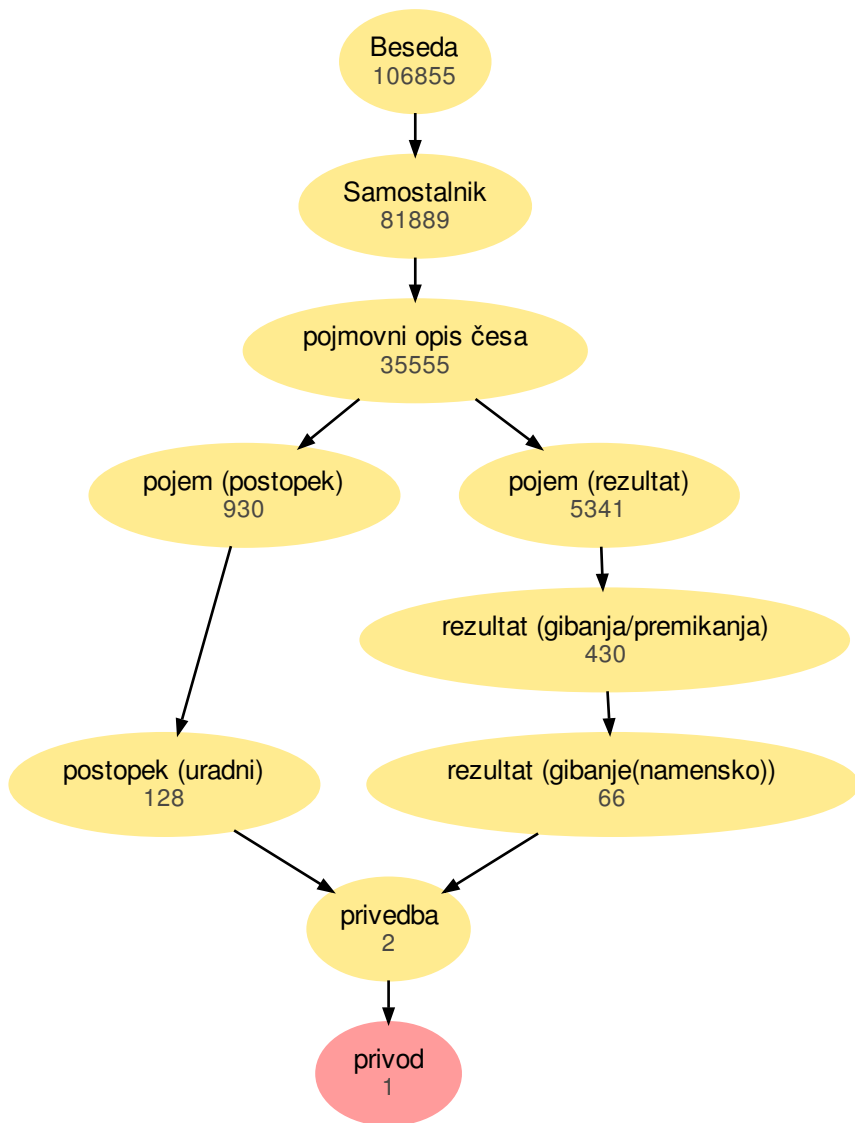 Beseda
106855
Samostalnik
81889
pojmovni opis česa
35555
pojem (postopek)
930
pojem (rezultat)
5341
rezultat (gibanja/premikanja)
430
postopek (uradni)
128
rezultat (gibanje(namensko))
66
privedba
2
privod
1